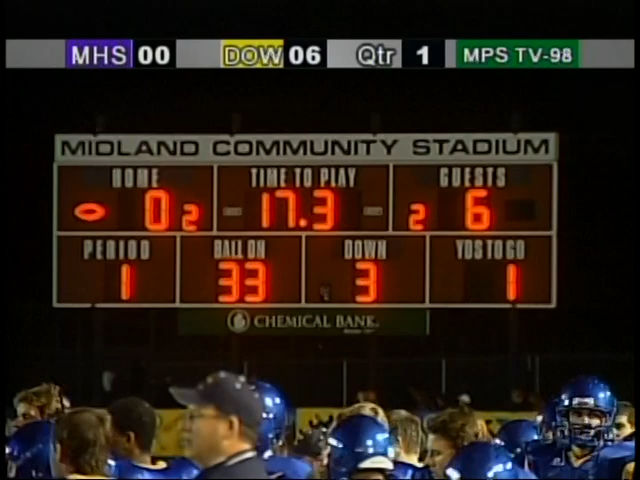 MHS 00 DOW 06 Qtr 1 MPS TV-98
MIDLAND COMMUNITY STADIUM
HOME TIME TO PLAY GUESTS
0 2 17.3 2 6
PERIOD BALL ON DOWN YDS TO GO
1 33 3 1
CHEMICAL BANK.